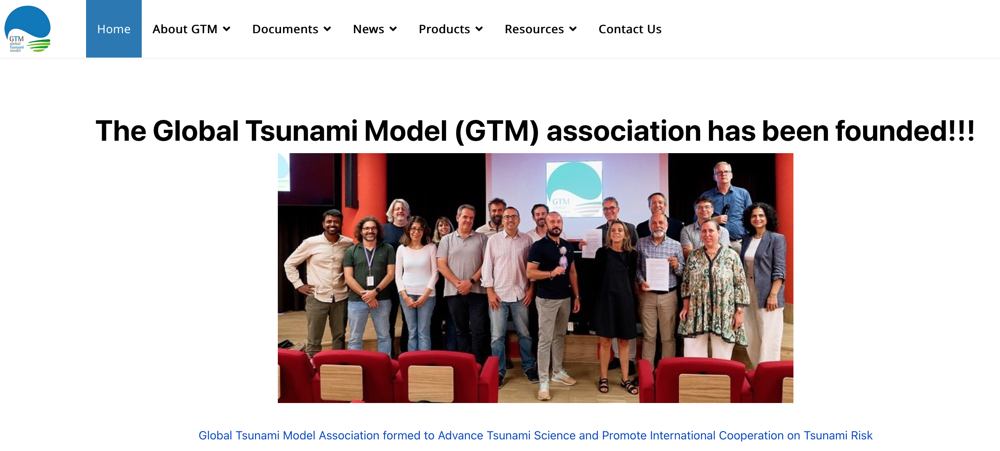 GTM
global
tsunami
model
Home
About GTM
Documents
News
Products
Resources
Contact Us
The Global Tsunami Model (GTM) association has been founded!!!
GTM
global
Global Tsunami Model Association formed to Advance Tsunami Science and Promote International Cooperation on Tsunami Risk